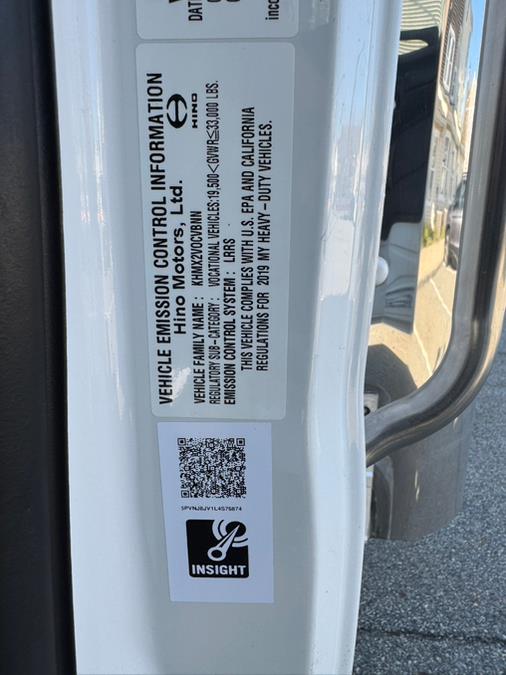 VEHICLE EMISSION CONTROL INFORMATION
Hino Motors, Ltd.
HINO
VEHICLE FAMILY NAME : KHMX2VOCVBHHN
REGULATORY SUB-CATEGORY : VOCATIONAL VEHICLES:19,500<GVWR≦33,000 LBS.
EMISSION CONTROL SYSTEM : LRRS
THIS VEHICLE COMPLIES WITH U.S. EPA AND CALIFORNIA
REGULATIONS FOR 2019 MY HEAVY-DUTY VEHICLES.
5PVNJ8JV1L4S76874
INSIGHT